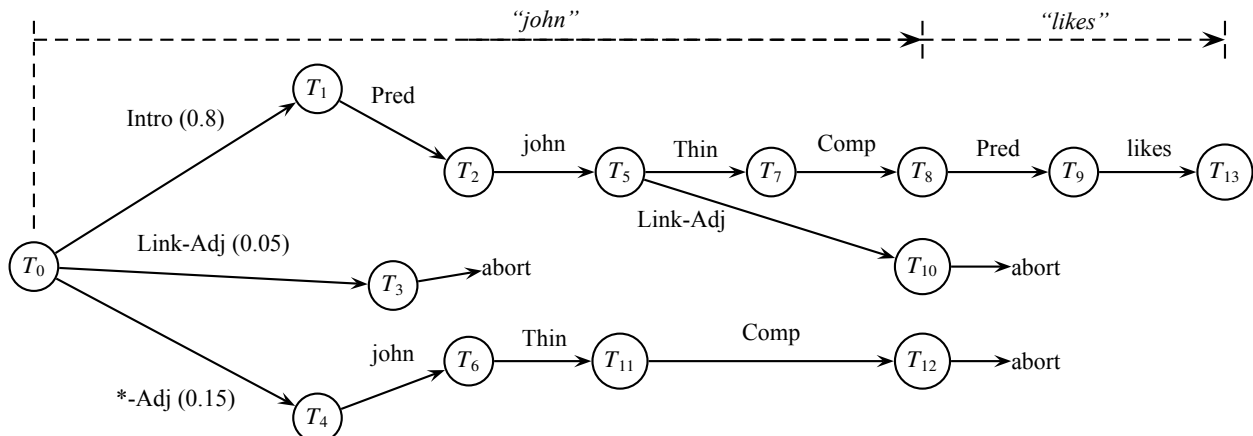 “john” “likes”
T1
Pred
Intro (0.8)
john Thin Comp Pred likes
T2 T5 T7 T8 T9 T13
Link-Adj
Link-Adj (0.05)
T0 T10 abort
abort
T3
Thin Comp
john T6 T11 T12 abort
*-Adj (0.15)
T4